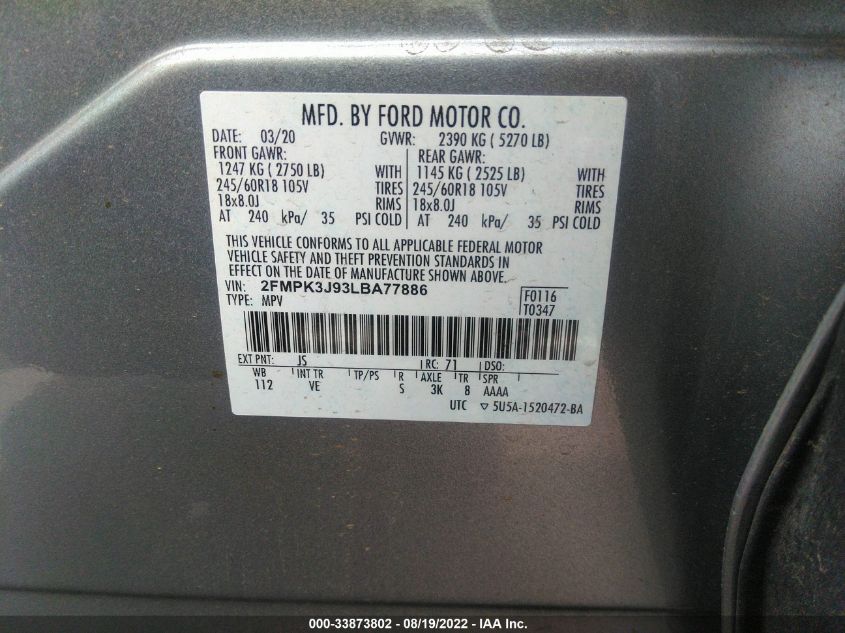 MFD. BY FORD MOTOR CO.
DATE: 03/20 GVWR: 2390 KG ( 5270 LB)
FRONT GAWR: REAR GAWR:
1247 KG ( 2750 LB) WITH 1145 KG ( 2525 LB) WITH
245/60R18 105V TIRES 245/60R18 105V TIRES
18x8.0J RIMS 18x8.0J RIMS
AT 240 kPa/ 35 PSI COLD AT 240 kPa/ 35 PSI COLD
THIS VEHICLE CONFORMS TO ALL APPLICABLE FEDERAL MOTOR
VEHICLE SAFETY AND THEFT PREVENTION STANDARDS IN
EFFECT ON THE DATE OF MANUFACTURE SHOWN ABOVE.
VIN: 2FMPK3J93LBA77886 F0116
TYPE: MPV T0347
EXT PNT: JS RC: 71 DSO:
WB INT TR TP/PS R AXLE TR SPR
112 VE S 3K 8 AAAA
UTC ▽ 5U5A-1520472-BA
000-33873802 - 08/19/2022 - IAA Inc.